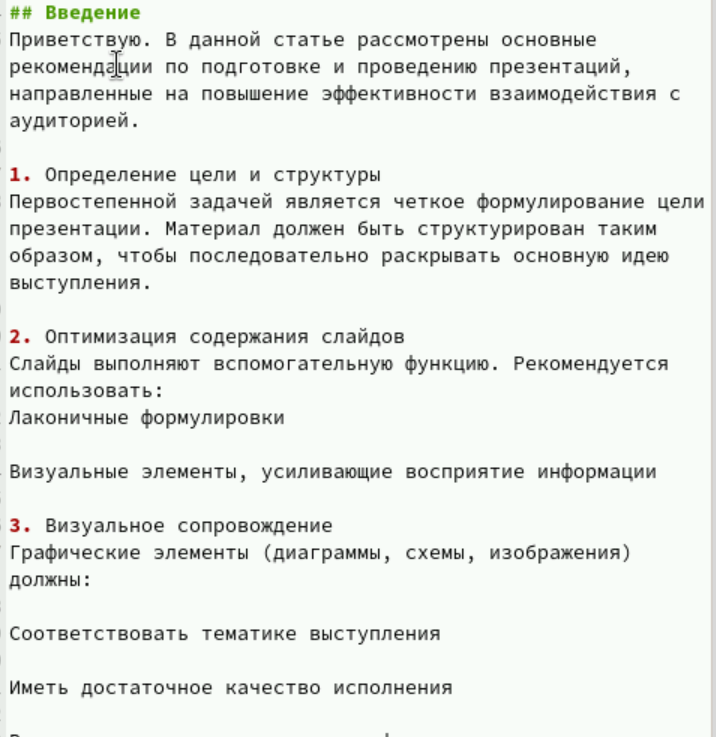 ## Введение
Приветствую. В данной статье рассмотрены основные
рекомендации по подготовке и проведению презентаций,
направленные на повышение эффективности взаимодействия с
аудиторией.
1. Определение цели и структуры
Первостепенной задачей является четкое формулирование цели
презентации. Материал должен быть структурирован таким
образом, чтобы последовательно раскрывать основную идею
выступления.
2. Оптимизация содержания слайдов
Слайды выполняют вспомогательную функцию. Рекомендуется
использовать:
Лаконичные формулировки
Визуальные элементы, усиливающие восприятие информации
3. Визуальное сопровождение
Графические элементы (диаграммы, схемы, изображения)
должны:
Соответствовать тематике выступления
Иметь достаточное качество исполнения